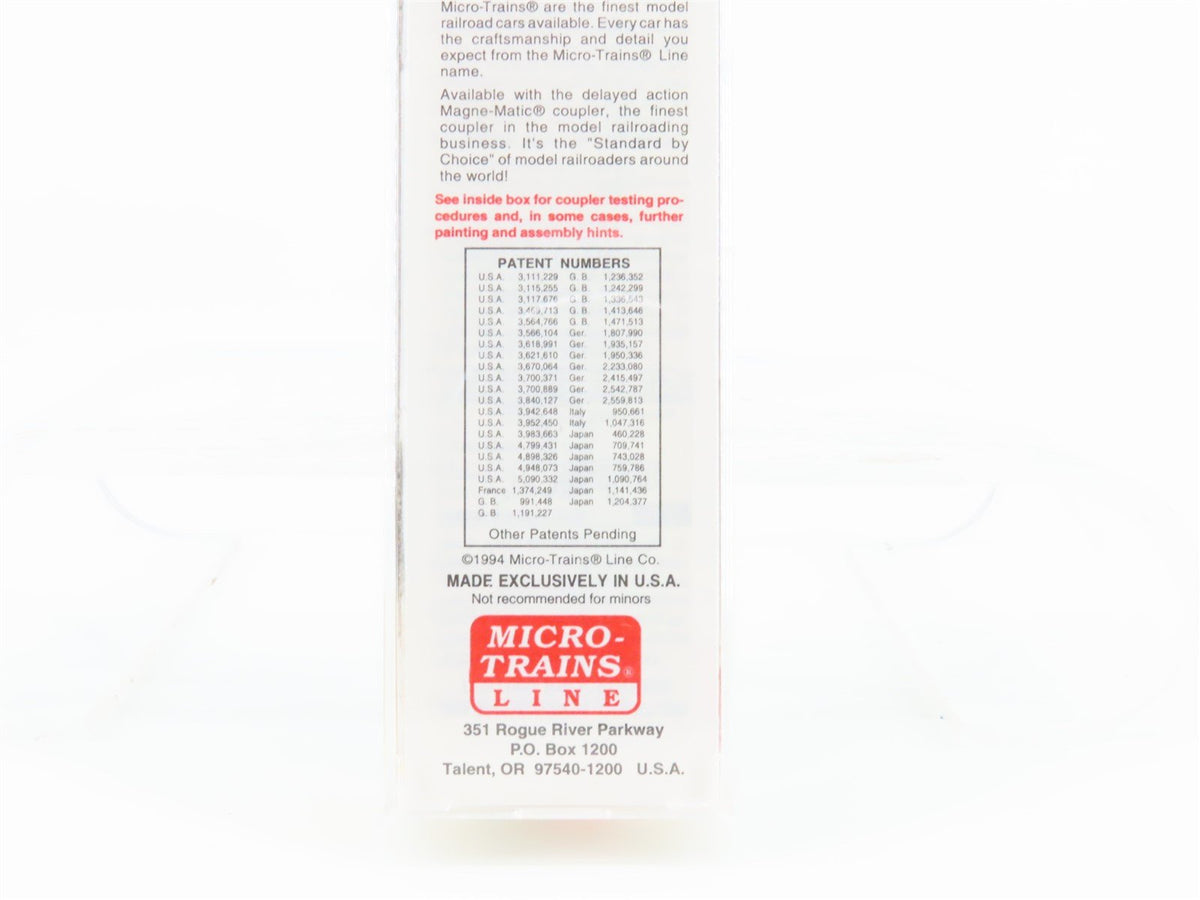 Micro-Trains® are the finest model
railroad cars available. Every car has
the craftsmanship and detail you
expect from the Micro-Trains® Line
name.
Available with the delayed action
Magne-Matic® coupler, the finest
coupler in the model railroading
business. It's the "Standard by
Choice" of model railroaders around
the world!
See inside box for coupler testing pro-
cedures and, in some cases, further
painting and assembly hints.
PATENT NUMBERS
U.S.A. 3,111,229 G. B. 1,236,352
U.S.A. 3,115,255 G. B. 1,242,299
U.S.A. 3,117,676 G. B. 1,336,543
U.S.A. G. B. 1,413,646
U.S.A. 3,564,766 G. B. 1,471,513
U.S.A. 3,566,104 Ger. 1,807,990
U.S.A. 3,618,991 Ger. 1,935,157
U.S.A. 3,621,610 Ger. 1,950,336
U.S.A. 3,670,064 Ger. 2,233,080
U.S.A. 3,700,371 Ger. 2,415,497
U.S.A. 3,700,889 Ger. 2,542,787
U.S.A. 3,840,127 Ger. 2,559,813
U.S.A. 3,942,648 Italy 950,661
U.S.A. 3,952,450 Italy 1,047,316
U.S.A. 3,983,663 Japan 460,228
U.S.A. 4,799,431 Japan 709,741
U.S.A. 4,898,326 Japan 743,028
U.S.A. 4,948,073 Japan 759,786
U.S.A. 5,090,332 Japan 1,090,764
France 1,374,249 Japan 1,141,436
G. B. 991,448 Japan 1,204,377
G. B. 1,191,227
Other Patents Pending
©1994 Micro-Trains® Line Co.
MADE EXCLUSIVELY IN U.S.A.
Not recommended for minors
MICRO-
TRAINS®
LINE
351 Rogue River Parkway
P.O. Box 1200
Talent, OR 97540-1200 U.S.A.